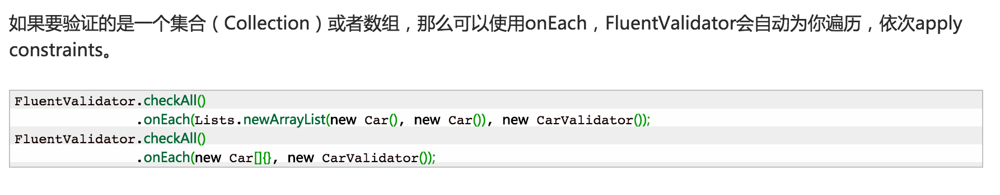 如果要验证的是一个集合（Collection）或者数组，那么可以使用onEach，FluentValidator会自动为你遍历，依次apply
constraints。
FluentValidator.checkAll()
.onEach(Lists.newArrayList(new Car(), new Car()), new CarValidator());
FluentValidator.checkAll()
.onEach(new Car[]{}, new CarValidator());